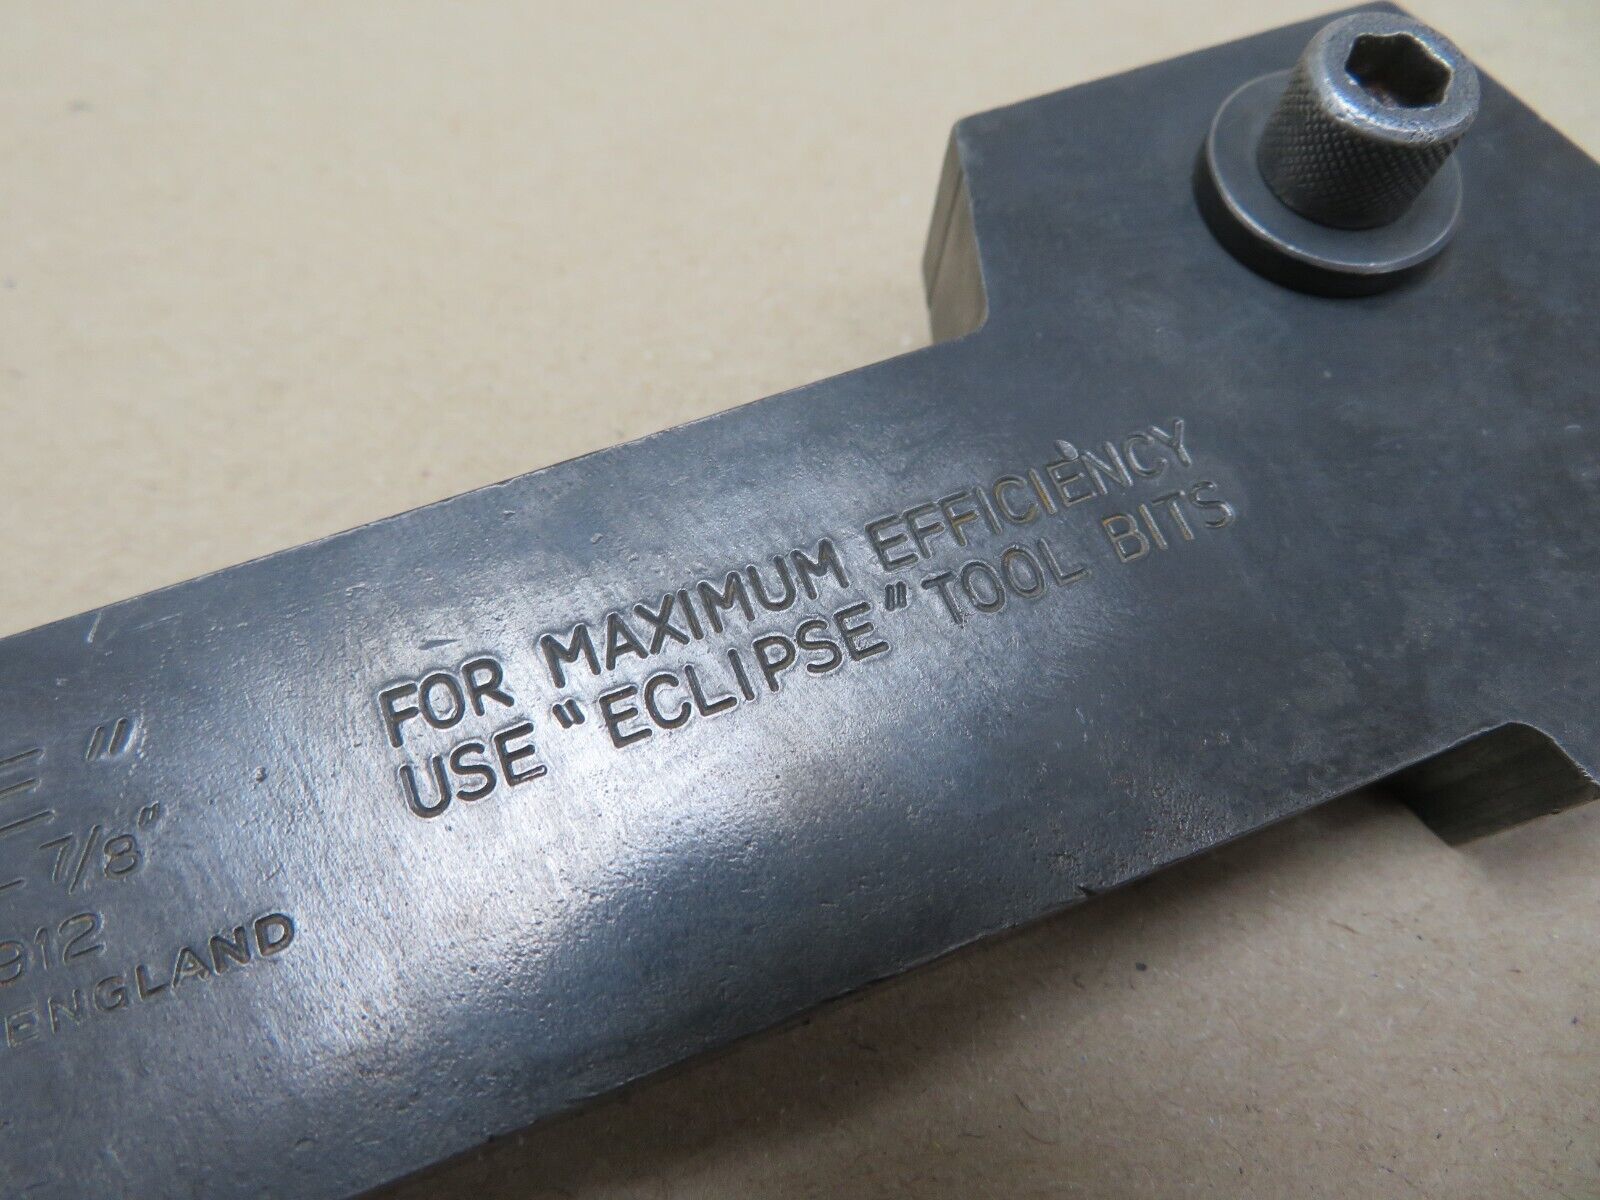 FOR MAXIMUM EFFICIENCY
USE "ECLIPSE" TOOL BITS
E"
7/8"
912
ENGLAND